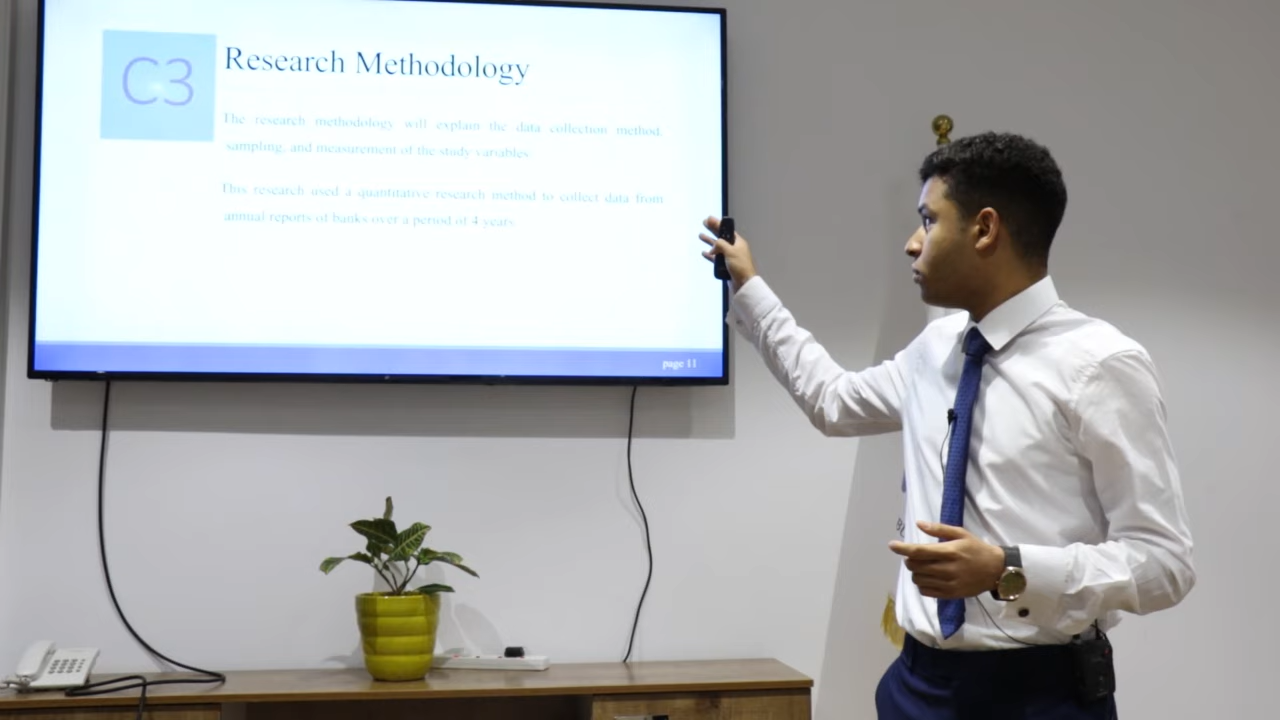 C3
Research Methodology
The research methodology will explain the data collection method,
sampling, and measurement of the study variables.
This research used a quantitative research method to collect data from
annual reports of banks over a period of 4 years.
page 11